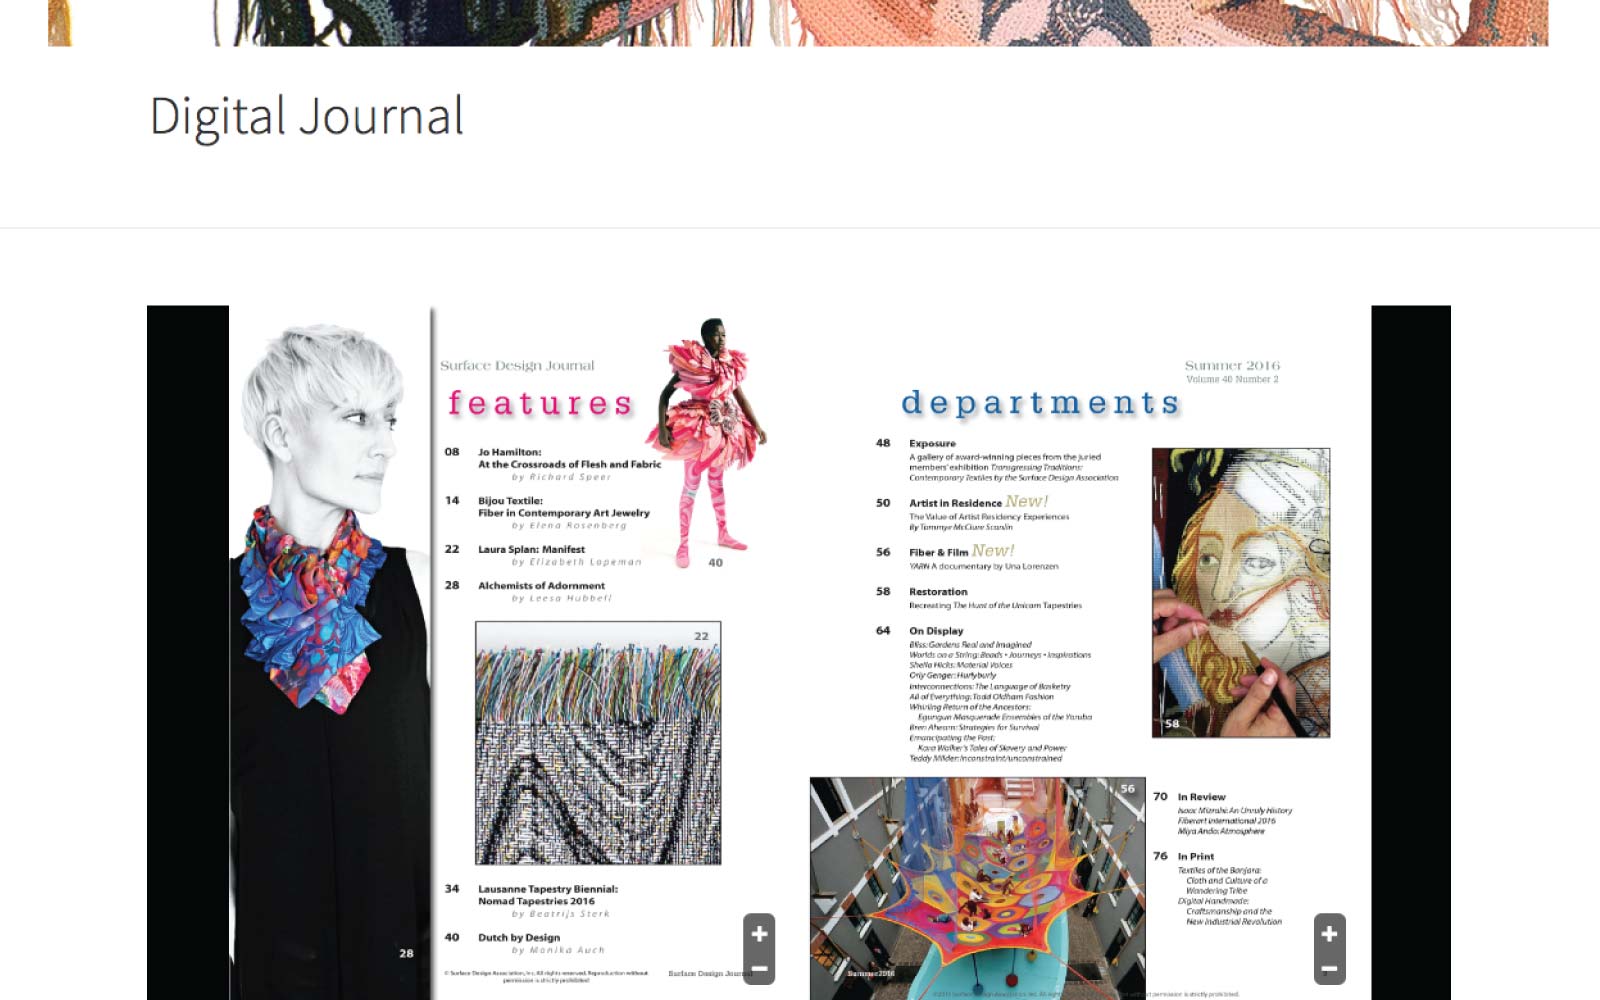 Digital Journal
Surface Design Journal
features
08 Jo Hamilton:
At the Crossroads of Flesh and Fabric
by Richard Speer
14 Bijou Textile:
Fiber in Contemporary Art Jewelry
by Elena Rosenberg
22 Laura Splan: Manifest
by Elizabeth Lopeman
28 Alchemists of Adornment
by Leesa Hubbell
40
22
34 Lausanne Tapestry Biennial:
Nomad Tapestries 2016
by Beatrijs Sterk
40 Dutch by Design
by Monika Auch
28
© Surface Design Association, Inc. All rights reserved. Reproduction without
permission is strictly prohibited.
Surface Design Journal
Summer 2016
Volume 40 Number 2
departments
48 Exposure
A gallery of award-winning pieces from the juried
members' exhibition Transgressing Traditions:
Contemporary Textiles by the Surface Design Association
50 Artist in Residence New!
The Value of Artist Residency Experiences
By Tommye McClure Scanlin
56 Fiber & Film New!
YARN A documentary by Una Lorenzen
58 Restoration
Recreating The Hunt of the Unicorn Tapestries
64 On Display
Bliss: Gardens Real and Imagined
Worlds on a String: Beads • Journeys • Inspirations
Sheila Hicks: Material Voices
Orly Genger: Hurlyburly
Interconnections: The Language of Basketry
All of Everything: Todd Oldham Fashion
Whirling Return of the Ancestors:
Egungun Masquerade Ensembles of the Yoruba
Bren Ahearn: Strategies for Survival
Emancipating the Past:
Kara Walker's Tales of Slavery and Power
Teddy Milder: inconstraint/unconstrained
58
56
70 In Review
Isaac Mizrahi: An Unruly History
Fiberart International 2016
Miya Ando: Atmosphere
76 In Print
Textiles of the Banjara:
Cloth and Culture of a
Wandering Tribe
Digital Handmade:
Craftsmanship and the
New Industrial Revolution
Summer2016
permission is strictly prohibited.